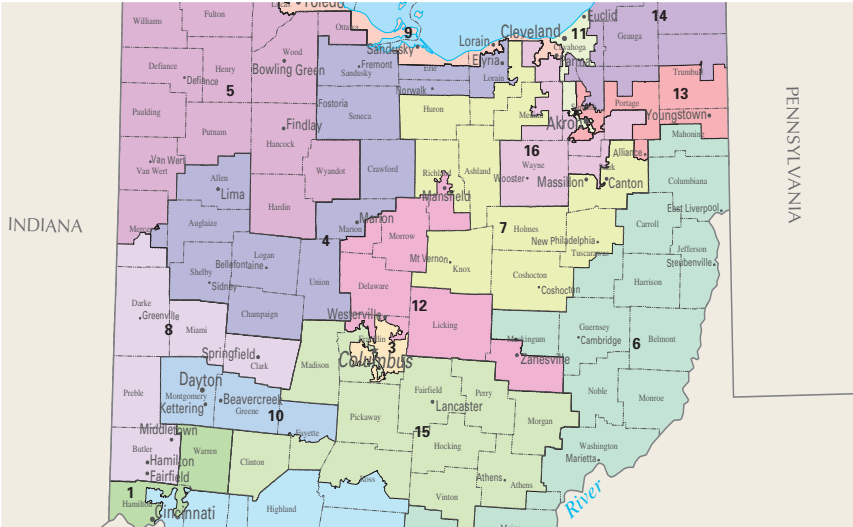 Toledo
Williams
Fulton
Ottawa
9
Cleveland
Euclid
14
11
Lorain
Cuyahoga
Geauga
Wood
Sandusky
Elyria
Parma
Defiance
Henry
Bowling Green
Fremont
Sandusky
Erie
Lorain
Trumbull
Defiance
5
Norwalk
13
Fostoria
Huron
Portage
Paulding
Seneca
Medina
Akron
Youngstown
Putnam
Findlay
Mahoning
Hancock
16
Alliance
Van Wert
Van Wert
Wyandot
Crawford
Richland
Ashland
Wayne
Stark
Allen
Wooster
Massillon
Canton
Columbiana
Lima
Mansfield
PENNSYLVANIA
Hardin
East Liverpool
INDIANA
Mercer
Auglaize
Marion
Marion
Morrow
7
Holmes
Carroll
4
New Philadelphia
Jefferson
Logan
Mt Vernon
Tuscarawas
Steubenville
Bellefontaine
Knox
Shelby
Sidney
Union
Delaware
Coshocton
Coshocton
Harrison
Darke
Greenville
Champaign
Westerville
12
Licking
8
Miami
Franklin
3
Muskingum
Guernsey
Cambridge
6
Belmont
Springfield
Clark
Madison
Columbus
Zanesville
Preble
Dayton
Montgomery
Kettering
Beavercreek
Greene
10
Fairfield
Lancaster
Perry
Noble
Monroe
Pickaway
Morgan
Fayette
Middletown
15
Butler
Warren
Hocking
Washington
Hamilton
Clinton
Marietta
Fairfield
Ross
Athens
Athens
1
Vinton
Hamilton
Cincinnati
Highland
River